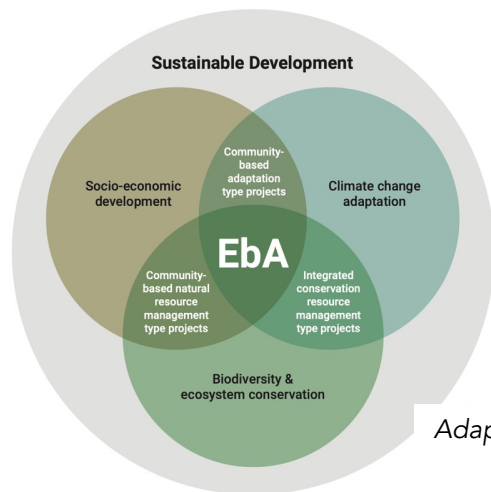 Sustainable Development
Community-
based
adaptation
type projects
Socio-economic
development
Climate change
adaptation
EbA
Community-
based natural
resource
management
type projects
Integrated
conservation
resource
management
type projects
Biodiversity &
ecosystem conservation
Adap